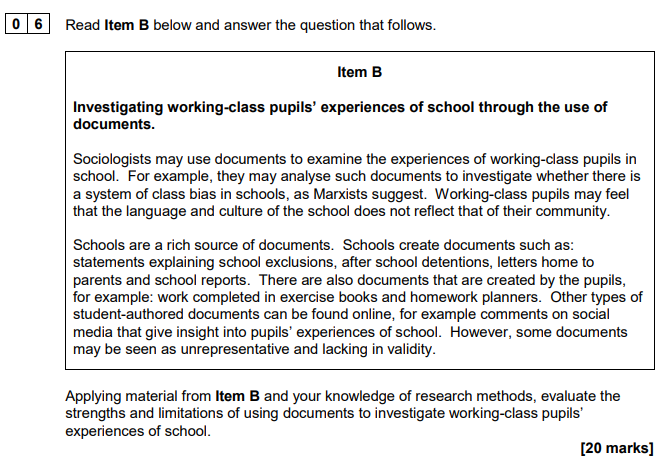 0 6 Read Item B below and answer the question that follows.
Item B
Investigating working-class pupils’ experiences of school through the use of
documents.
Sociologists may use documents to examine the experiences of working-class pupils in
school. For example, they may analyse such documents to investigate whether there is
a system of class bias in schools, as Marxists suggest. Working-class pupils may feel
that the language and culture of the school does not reflect that of their community.
Schools are a rich source of documents. Schools create documents such as:
statements explaining school exclusions, after school detentions, letters home to
parents and school reports. There are also documents that are created by the pupils,
for example: work completed in exercise books and homework planners. Other types of
student-authored documents can be found online, for example comments on social
media that give insight into pupils’ experiences of school. However, some documents
may be seen as unrepresentative and lacking in validity.
Applying material from Item B and your knowledge of research methods, evaluate the
strengths and limitations of using documents to investigate working-class pupils’
experiences of school.
[20 marks]